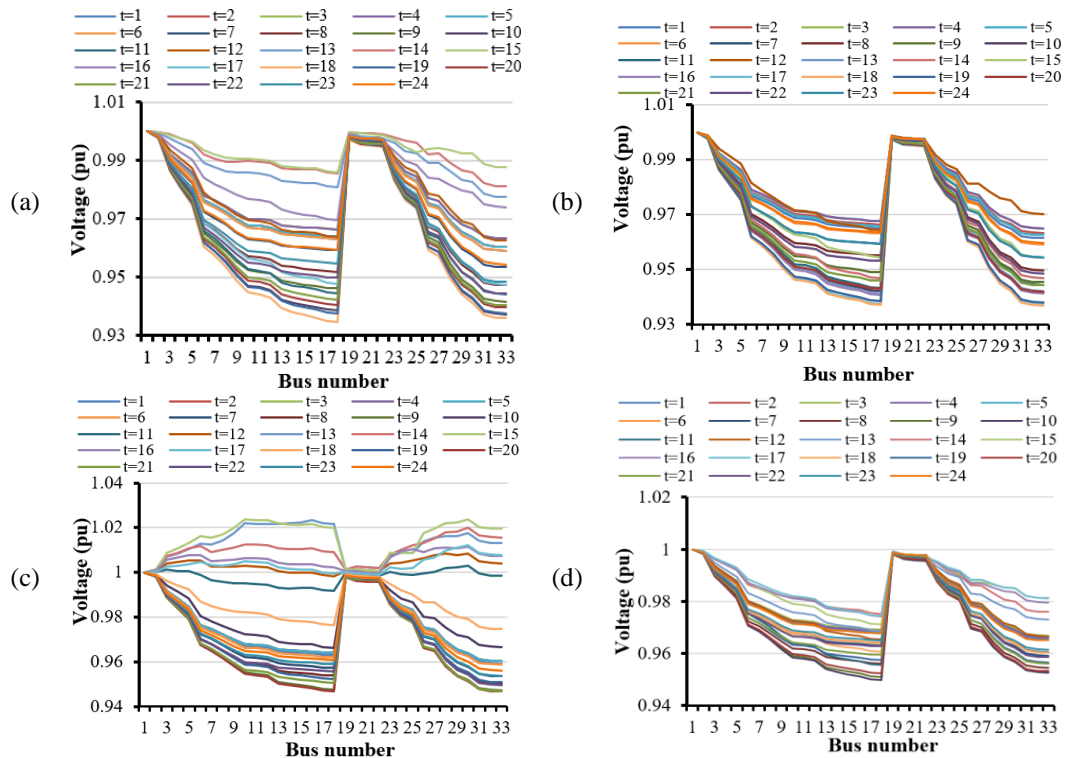 t=1 t=2 t=3 t=4 t=5
t=6 t=7 t=8 t=9 t=10
t=11 t=12 t=13 t=14 t=15
t=16 t=17 t=18 t=19 t=20
t=21 t=22 t=23 t=24
(a)
Voltage (pu)
1.01
0.99
0.97
0.95
0.93
1 3 5 7 9 11 13 15 17 19 21 23 25 27 29 31 33
Bus number
t=1 t=2 t=3 t=4 t=5
t=6 t=7 t=8 t=9 t=10
t=11 t=12 t=13 t=14 t=15
t=16 t=17 t=18 t=19 t=20
t=21 t=22 t=23 t=24
(b)
Voltage (pu)
1.01
0.99
0.97
0.95
0.93
1 3 5 7 9 11 13 15 17 19 21 23 25 27 29 31 33
Bus number
t=1 t=2 t=3 t=4 t=5
t=6 t=7 t=8 t=9 t=10
t=11 t=12 t=13 t=14 t=15
t=16 t=17 t=18 t=19 t=20
t=21 t=22 t=23 t=24
(c)
Voltage (pu)
1.04
1.02
1
0.98
0.96
0.94
1 3 5 7 9 11 13 15 17 19 21 23 25 27 29 31 33
Bus number
t=1 t=2 t=3 t=4 t=5
t=6 t=7 t=8 t=9 t=10
t=11 t=12 t=13 t=14 t=15
t=16 t=17 t=18 t=19 t=20
t=21 t=22 t=23 t=24
(d)
Voltage (pu)
1.02
1
0.98
0.96
0.94
1 3 5 7 9 11 13 15 17 19 21 23 25 27 29 31 33
Bus number